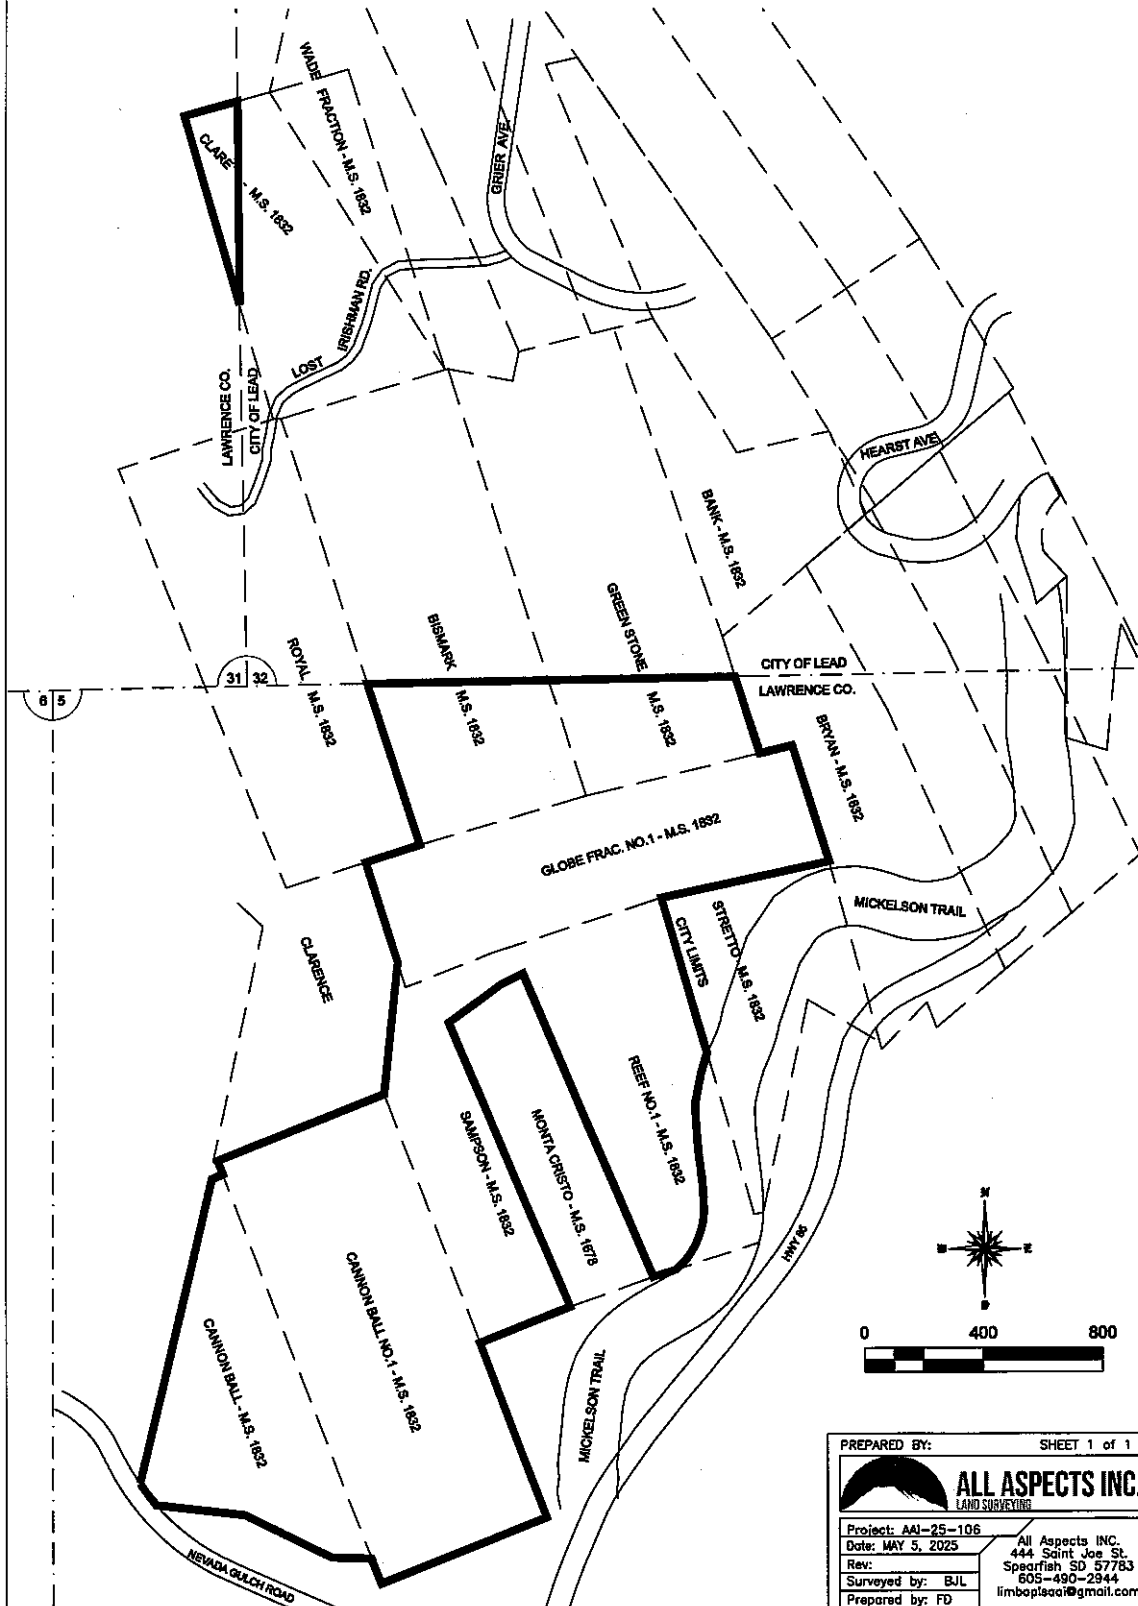 WADE FRACTION - M.S. 1832
CLARE - M.S. 1832
GRIER AVE.
LOST IRISHMAN RD.
LAWRENCE CO.
CITY OF LEAD
HEARST AVE
BANK - M.S. 1832
GREEN STONE M.S. 1832
BISMARK M.S. 1832
ROYAL M.S. 1832
31 32
6 5
CITY OF LEAD
LAWRENCE CO.
BRYAN - M.S. 1832
GLOBE FRAC. NO.1 - M.S. 1832
MICKELSON TRAIL
STRETTO - M.S. 1832
CITY LIMITS
CLARENCE
REEF NO.1 - M.S. 1832
SAMPSON - M.S. 1832
MONTA CRISTO - M.S. 1678
HWY 85
N
CANNON BALL NO.1 - M.S. 1832
CANNON BALL - M.S. 1832
MICKELSON TRAIL
NEVADA GULCH ROAD
0 400 800
PREPARED BY: SHEET 1 of 1
ALL ASPECTS INC.
LAND SURVEYING
Project: AAI-25-106
Date: MAY 5, 2025
Rev:
Surveyed by: BJL
Prepared by: FD
All Aspects INC.
444 Saint Joe St.
Spearfish SD 57783
605-490-2944
limboplsaai@gmail.com